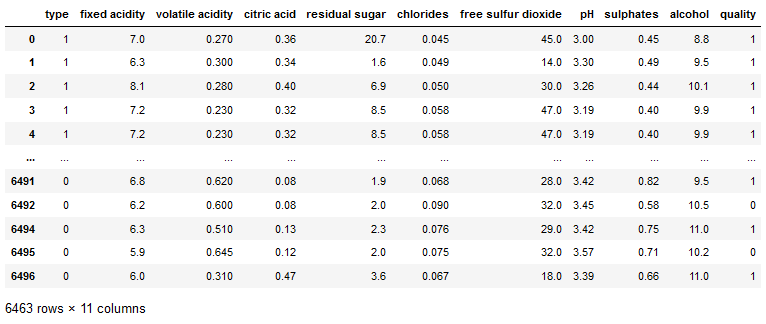 type fixed acidity volatile acidity citric acid residual sugar chlorides free sulfur dioxide pH sulphates alcohol quality
0 1 7.0 0.270 0.36 20.7 0.045 45.0 3.00 0.45 8.8 1
1 1 6.3 0.300 0.34 1.6 0.049 14.0 3.30 0.49 9.5 1
2 1 8.1 0.280 0.40 6.9 0.050 30.0 3.26 0.44 10.1 1
3 1 7.2 0.230 0.32 8.5 0.058 47.0 3.19 0.40 9.9 1
4 1 7.2 0.230 0.32 8.5 0.058 47.0 3.19 0.40 9.9 1
... ... ... ... ... ... ... ... ... ... ... ...
6491 0 6.8 0.620 0.08 1.9 0.068 28.0 3.42 0.82 9.5 1
6492 0 6.2 0.600 0.08 2.0 0.090 32.0 3.45 0.58 10.5 0
6494 0 6.3 0.510 0.13 2.3 0.076 29.0 3.42 0.75 11.0 1
6495 0 5.9 0.645 0.12 2.0 0.075 32.0 3.57 0.71 10.2 0
6496 0 6.0 0.310 0.47 3.6 0.067 18.0 3.39 0.66 11.0 1
6463 rows × 11 columns